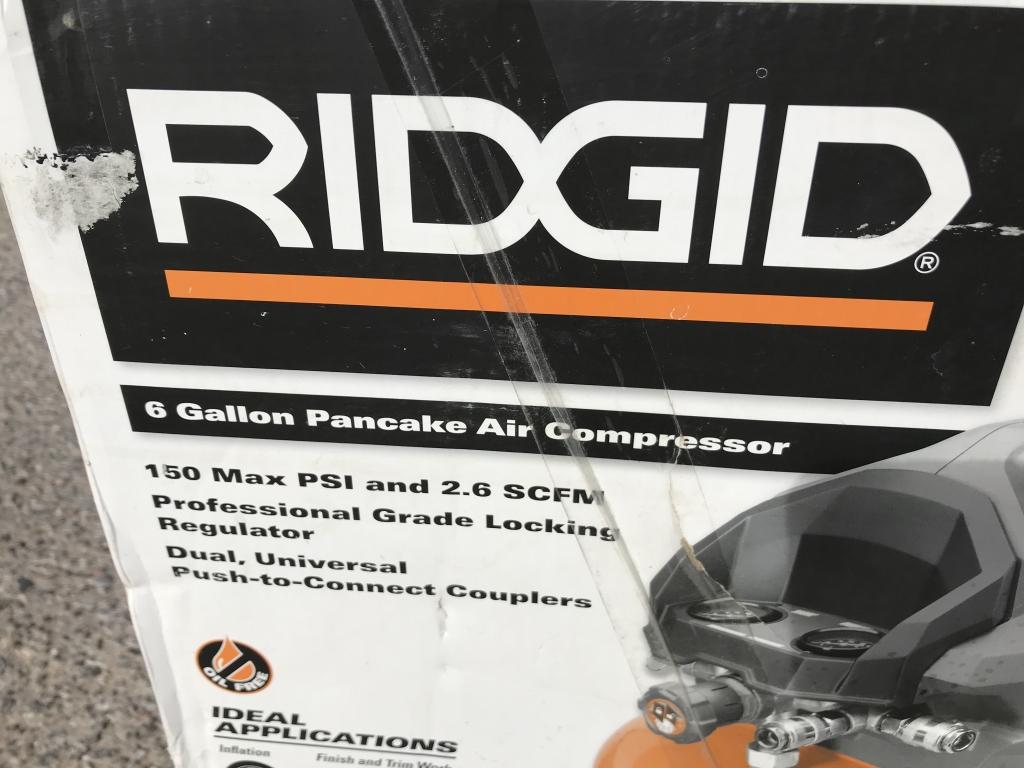 RIDGID®
6 Gallon Pancake Air Compressor
150 Max PSI and 2.6 SCFM
Professional Grade Locking
Regulator
Dual, Universal
Push-to-Connect Couplers
OIL FREE
IDEAL
APPLICATIONS
Inflation
Finish and Trim Work